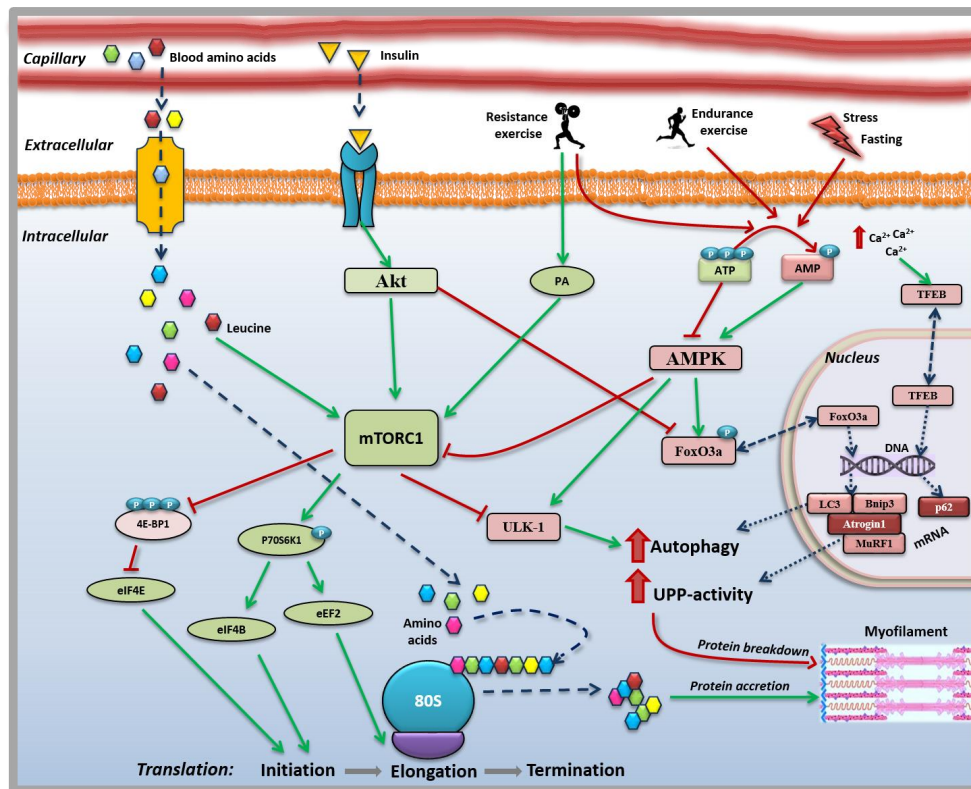 Capillary
Blood amino acids
Insulin
Resistance
exercise
Endurance
exercise
Stress
Fasting
Extracellular
Intracellular
P P P
ATP
P
AMP
Ca2+ Ca2+
Ca2+
TFEB
Akt
PA
Leucine
AMPK
Nucleus
TFEB
FoxO3a
mTORC1
P
FoxO3a
DNA
P P P
4E-BP1
P70S6K1
P
ULK-1
LC3
Bnip3
p62
Atrogin1
MuRF1
mRNA
Autophagy
UPP-activity
eIF4E
eIF4B
eEF2
Amino
acids
80S
Protein breakdown
Protein accretion
Myofilament
Translation:
Initiation
Elongation
Termination